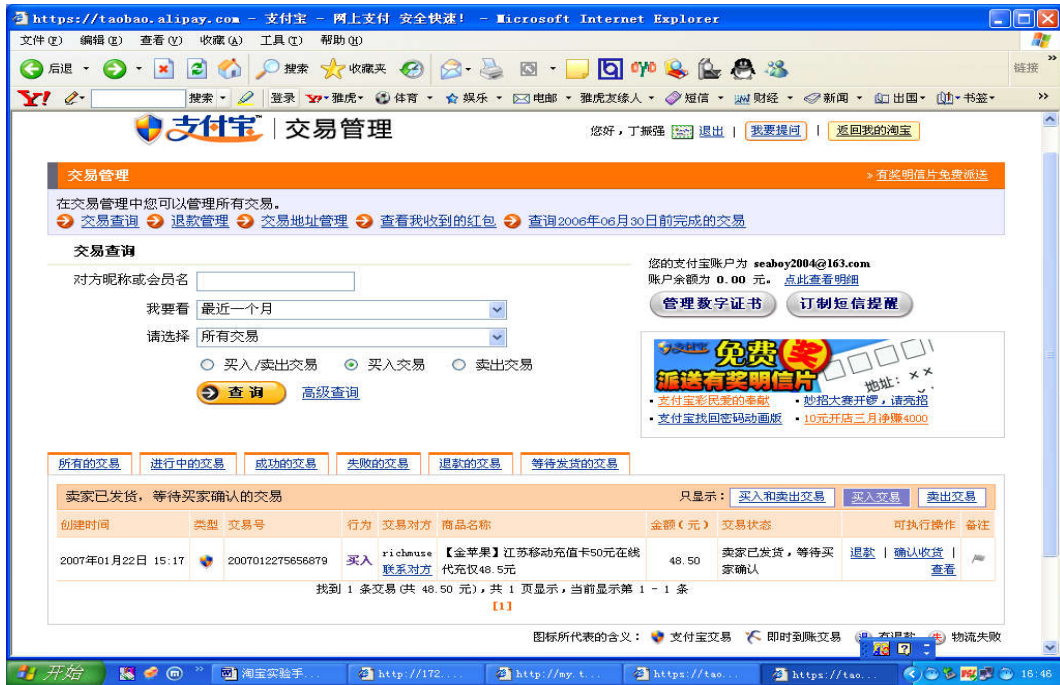 https://taobao.alipay.com - 支付宝 - 网上支付 安全快速! - Microsoft Internet Explorer
文件(F) 编辑(E) 查看(V) 收藏(A) 工具(T) 帮助(H)
后退 搜索 收藏夹 链接
Y! 搜索 登录 雅虎 体育 娱乐 电邮 雅虎友缘人 短信 财经 新闻 出国 书签
支付宝 交易管理 您好，丁振强 退出 | 我要提问 | 返回我的淘宝
交易管理 » 有奖明信片免费派送
在交易管理中您可以管理所有交易。
交易查询 退款管理 交易地址管理 查看我收到的红包 查询2006年06月30日前完成的交易
交易查询
您的支付宝账户为 seaboy2004@163.com
对方昵称或会员名
账户余额为 0.00 元。 点此查看明细
我要看 最近一个月
管理数字证书 订制短信提醒
请选择 所有交易
买入/卖出交易 买入交易 卖出交易
查询 高级查询
支付宝 免费(奖)
派送有奖明信片 地址: ××
支付宝彩民爱的奉献 妙招大赛开锣，请亮招
支付宝找回密码动画版 10元开店三月净赚4000
所有的交易 进行中的交易 成功的交易 失败的交易 退款的交易 等待发货的交易
卖家已发货，等待买家确认的交易 只显示： 买入和卖出交易 买入交易 卖出交易
创建时间 类型 交易号 行为 交易对方 商品名称 金额(元) 交易状态 可执行操作 备注
2007年01月22日 15:17 2007012275656879 买入 richmuse 联系对方 【金苹果】江苏移动充值卡50元在线代充仅48.5元 48.50 卖家已发货，等待买家确认 退款 | 确认收货 | 查看
找到 1 条交易(共 48.50 元)，共 1 页显示，当前显示第 1 - 1 条
[1]
图标所代表的含义： 支付宝交易 即时到账交易 物流失败
开始 淘宝实验手... http://172.... http://my.t... https://tao... https://tao... 16:46